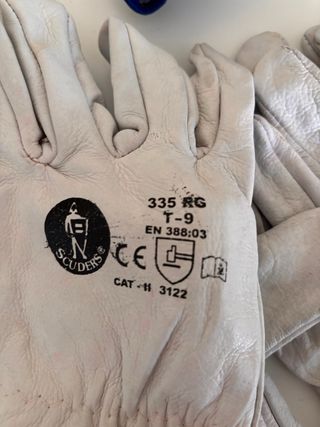 335 RG
T-9
EN 388:03
SCUDERS®
CE
CAT - II 3122